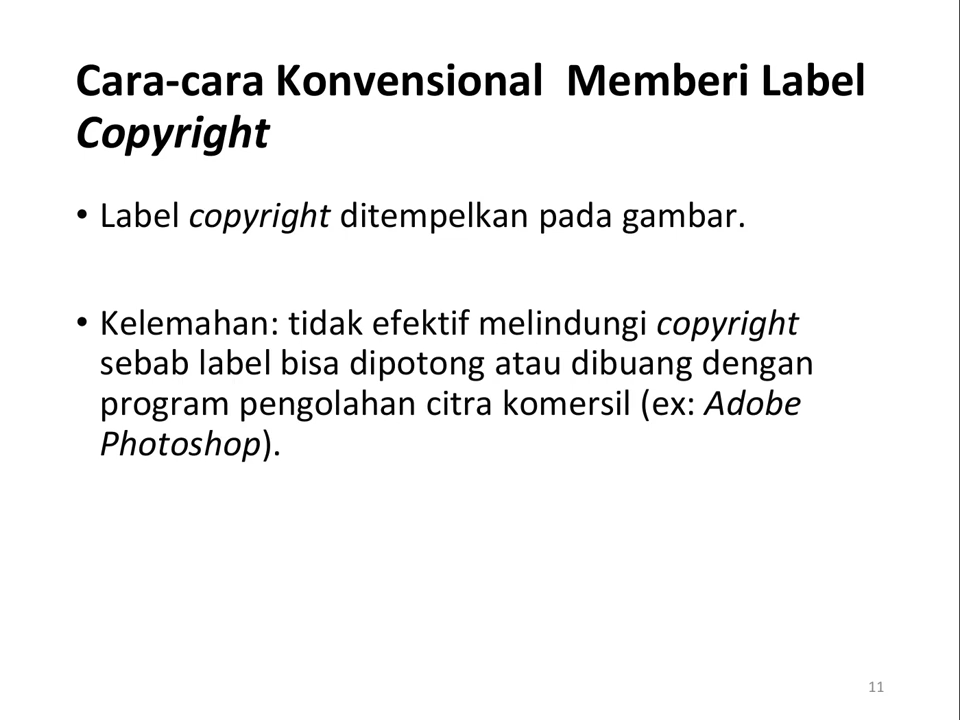 Cara-cara Konvensional  Memberi Label
Copyright
• Label copyright ditempelkan pada gambar.
• Kelemahan: tidak efektif melindungi copyright
sebab label bisa dipotong atau dibuang dengan
program pengolahan citra komersil (ex: Adobe
Photoshop).
11